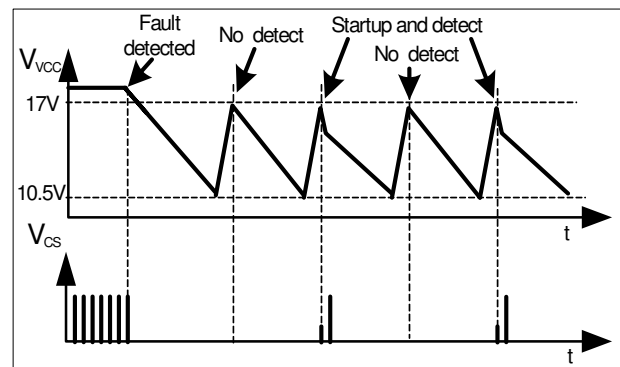 Fault
detected
No detect
Startup and detect
No detect
VVCC
17V
10.5V
t
VCS
t